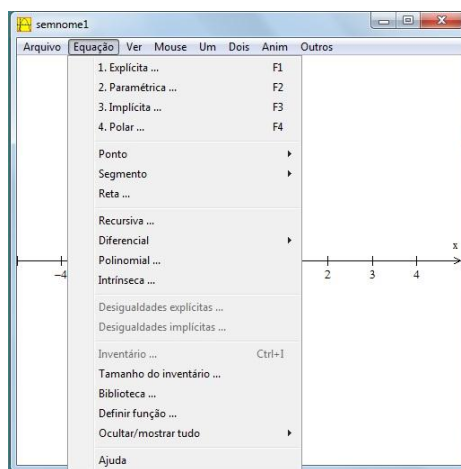 semnome1
Arquivo Equação Ver Mouse Um Dois Anim Outros
1. Explícita ... F1
2. Paramétrica ... F2
3. Implícita ... F3
4. Polar ... F4
Ponto
Segmento
Reta ...
Recursiva ...
Diferencial
Polinomial ...
Intrínseca ...
Desigualdades explícitas ...
Desigualdades implícitas ...
Inventário ... Ctrl+I
Tamanho do inventário ...
Biblioteca ...
Definir função ...
Ocultar/mostrar tudo
Ajuda
x
-4 2 3 4